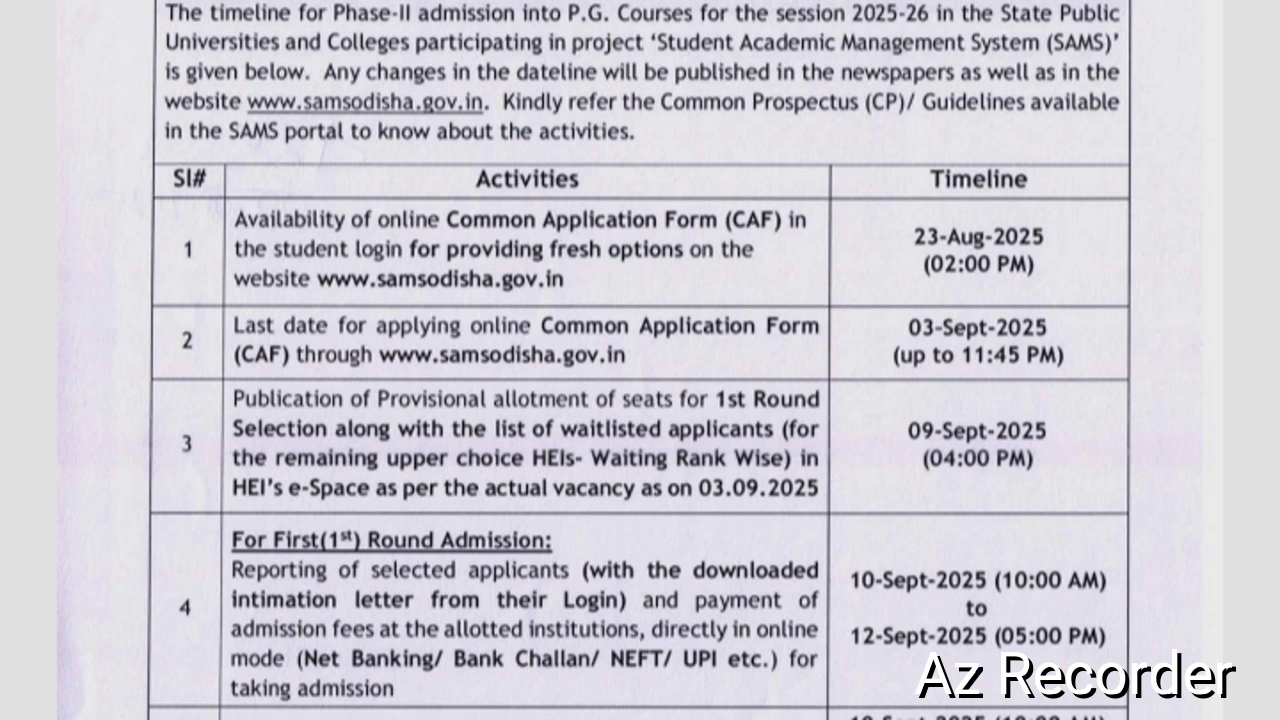 The timeline for Phase-II admission into P.G. Courses for the session 2025-26 in the State Public
Universities and Colleges participating in project ‘Student Academic Management System (SAMS)’
is given below. Any changes in the dateline will be published in the newspapers as well as in the
website www.samsodisha.gov.in. Kindly refer the Common Prospectus (CP)/ Guidelines available
in the SAMS portal to know about the activities.
Sl# Activities Timeline
1
Availability of online Common Application Form (CAF) in
the student login for providing fresh options on the
website www.samsodisha.gov.in
23-Aug-2025
(02:00 PM)
2
Last date for applying online Common Application Form
(CAF) through www.samsodisha.gov.in
03-Sept-2025
(up to 11:45 PM)
3
Publication of Provisional allotment of seats for 1st Round
Selection along with the list of waitlisted applicants (for
the remaining upper choice HEIs- Waiting Rank Wise) in
HEI’s e-Space as per the actual vacancy as on 03.09.2025
09-Sept-2025
(04:00 PM)
4
For First(1st) Round Admission:
Reporting of selected applicants (with the downloaded
intimation letter from their Login) and payment of
admission fees at the allotted institutions, directly in online
mode (Net Banking/ Bank Challan/ NEFT/ UPI etc.) for
taking admission
10-Sept-2025 (10:00 AM)
to
12-Sept-2025 (05:00 PM)
Az Recorder